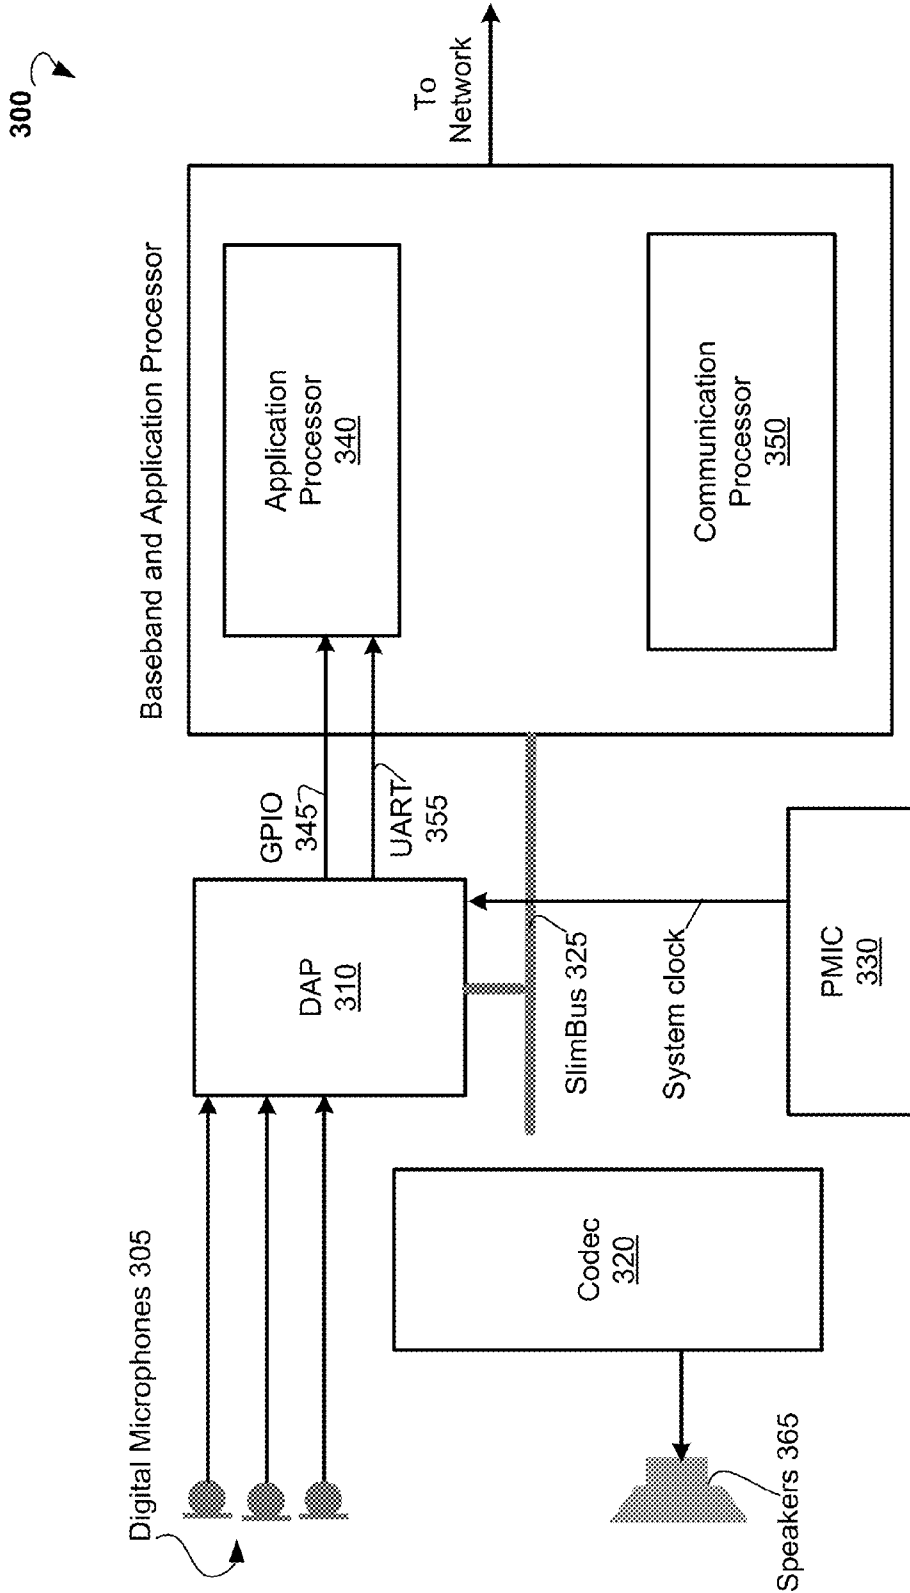 300
To
Network
Baseband and Application Processor
Application
Processor
340
Communication
Processor
350
GPIO
345
UART
355
DAP
310
SlimBus 325
System clock
PMIC
330
Digital Microphones 305
Codec
320
Speakers 365